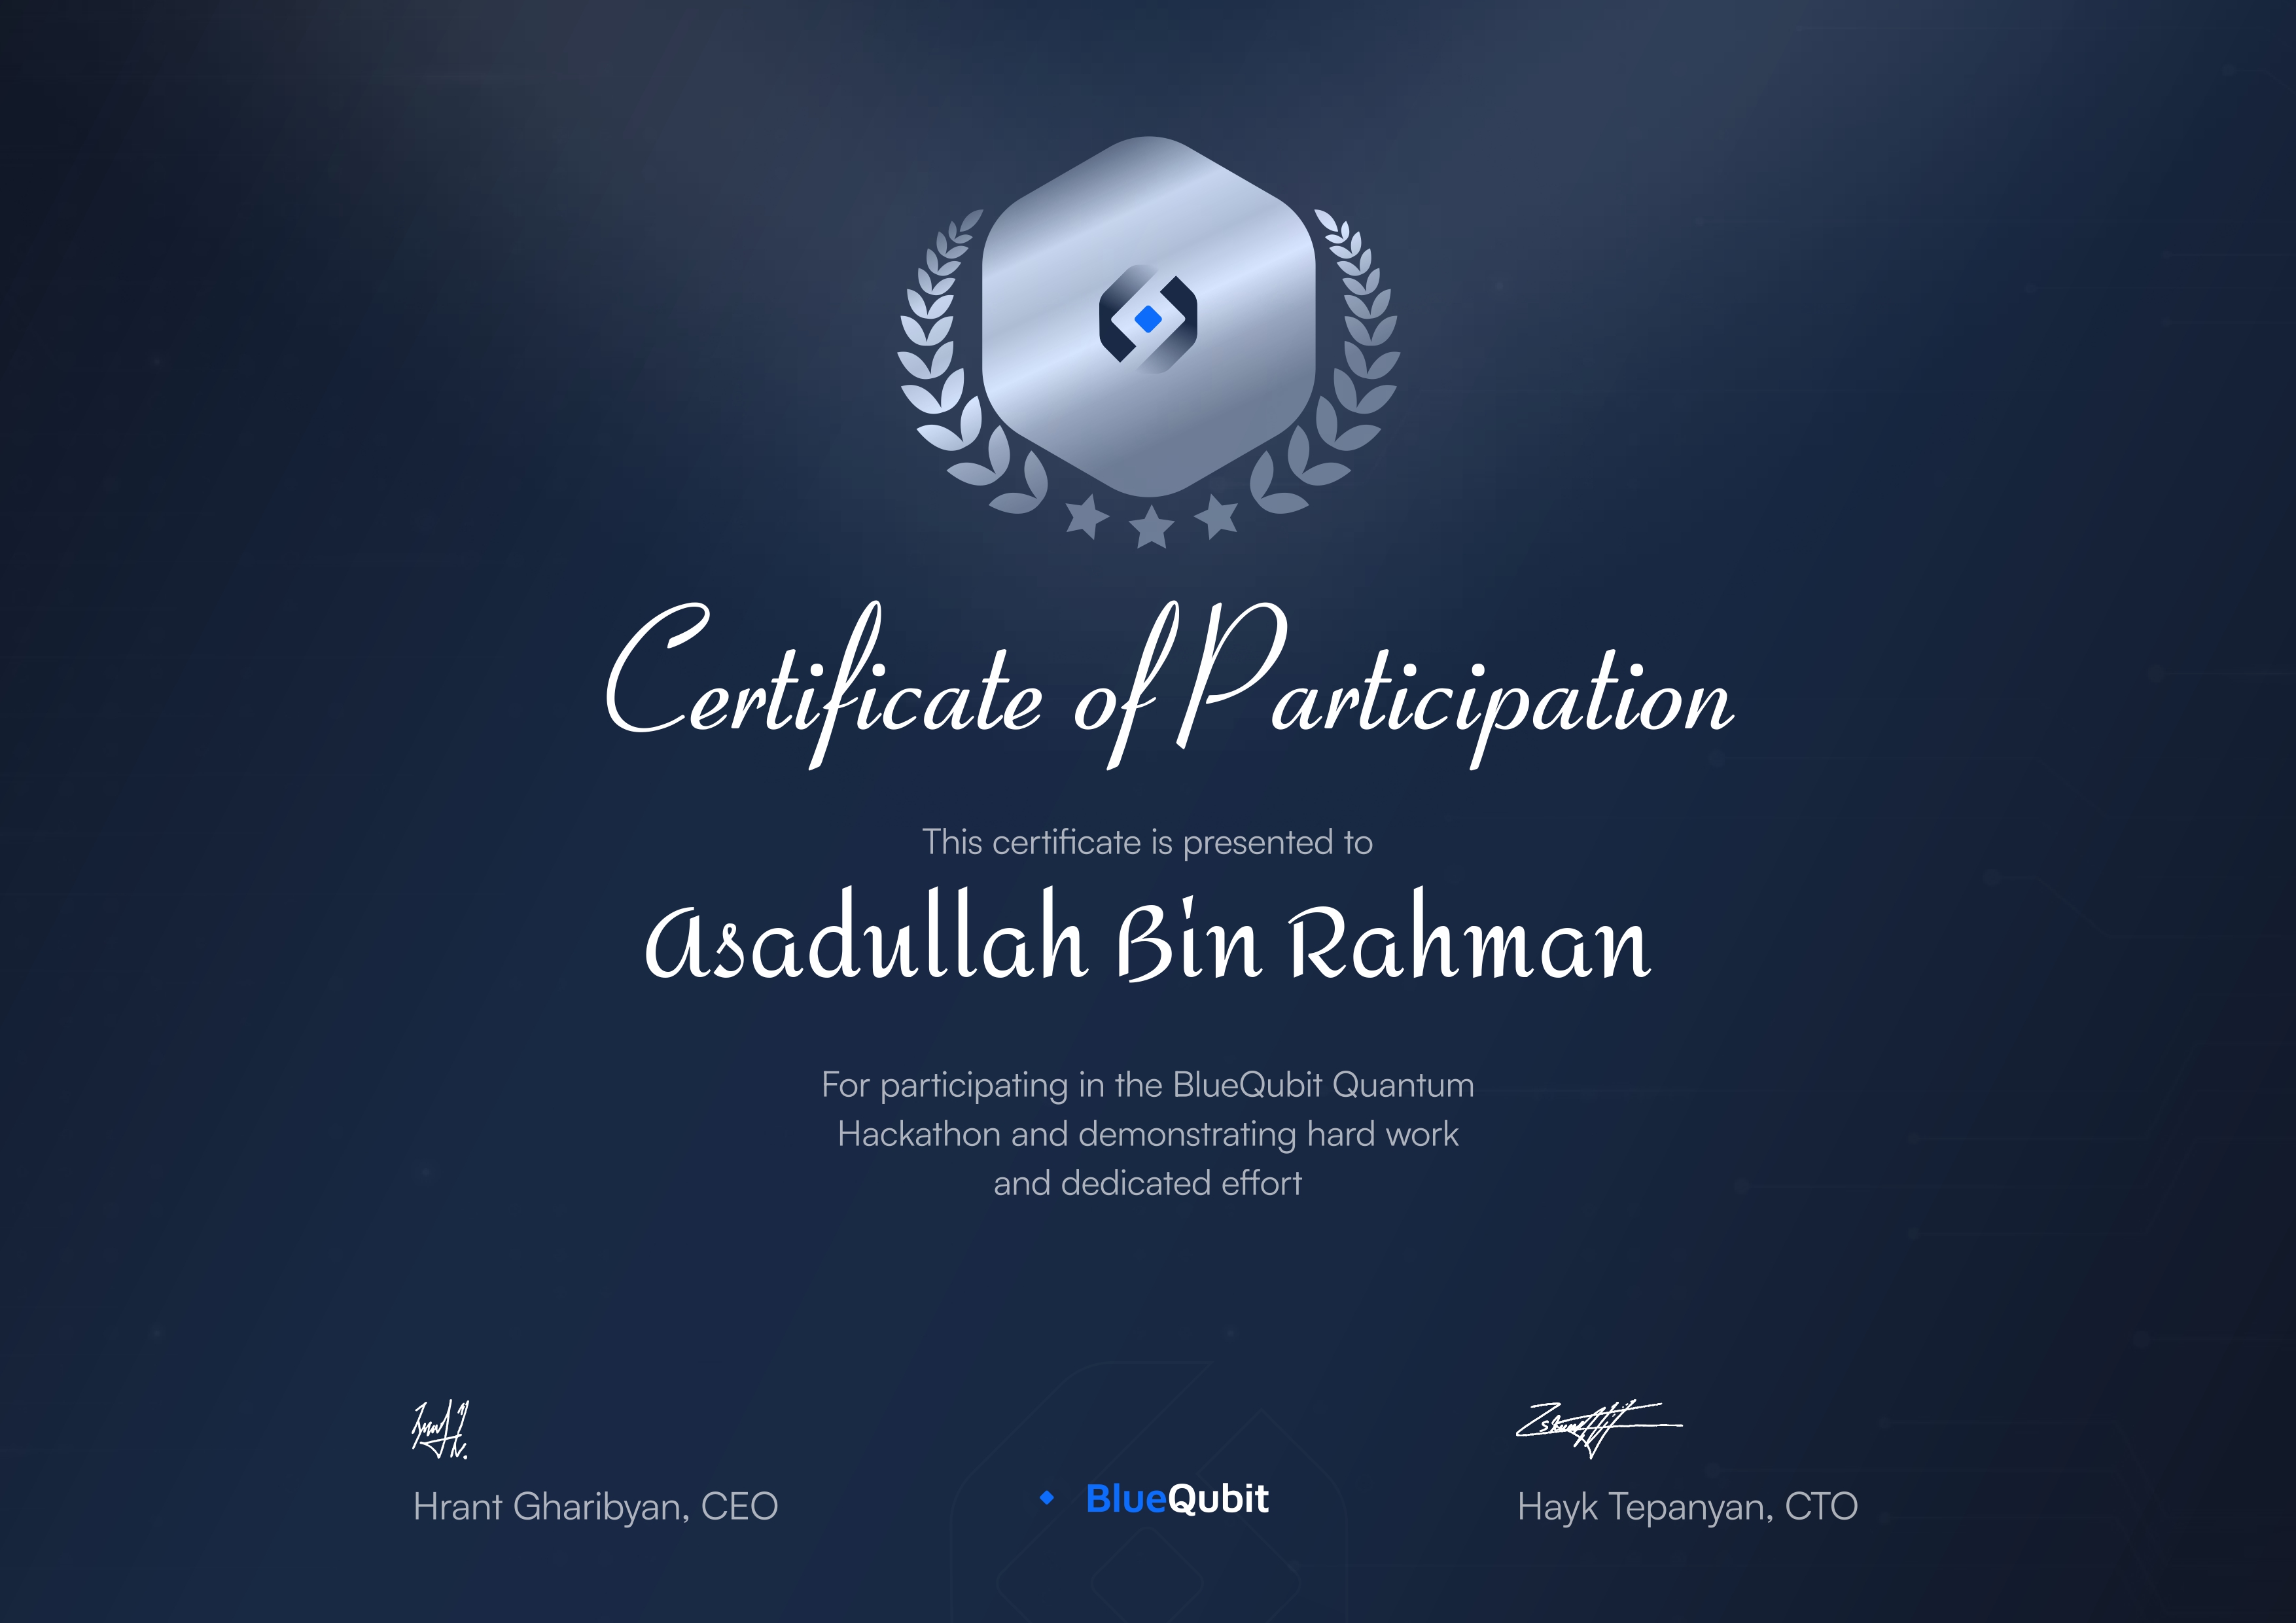 Certificate of Participation
This certificate is presented to
Asadullah Bin Rahman
For participating in the BlueQubit Quantum
Hackathon and demonstrating hard work
and dedicated effort
Hrant Gharibyan, CEO
BlueQubit
Hayk Tepanyan, CTO